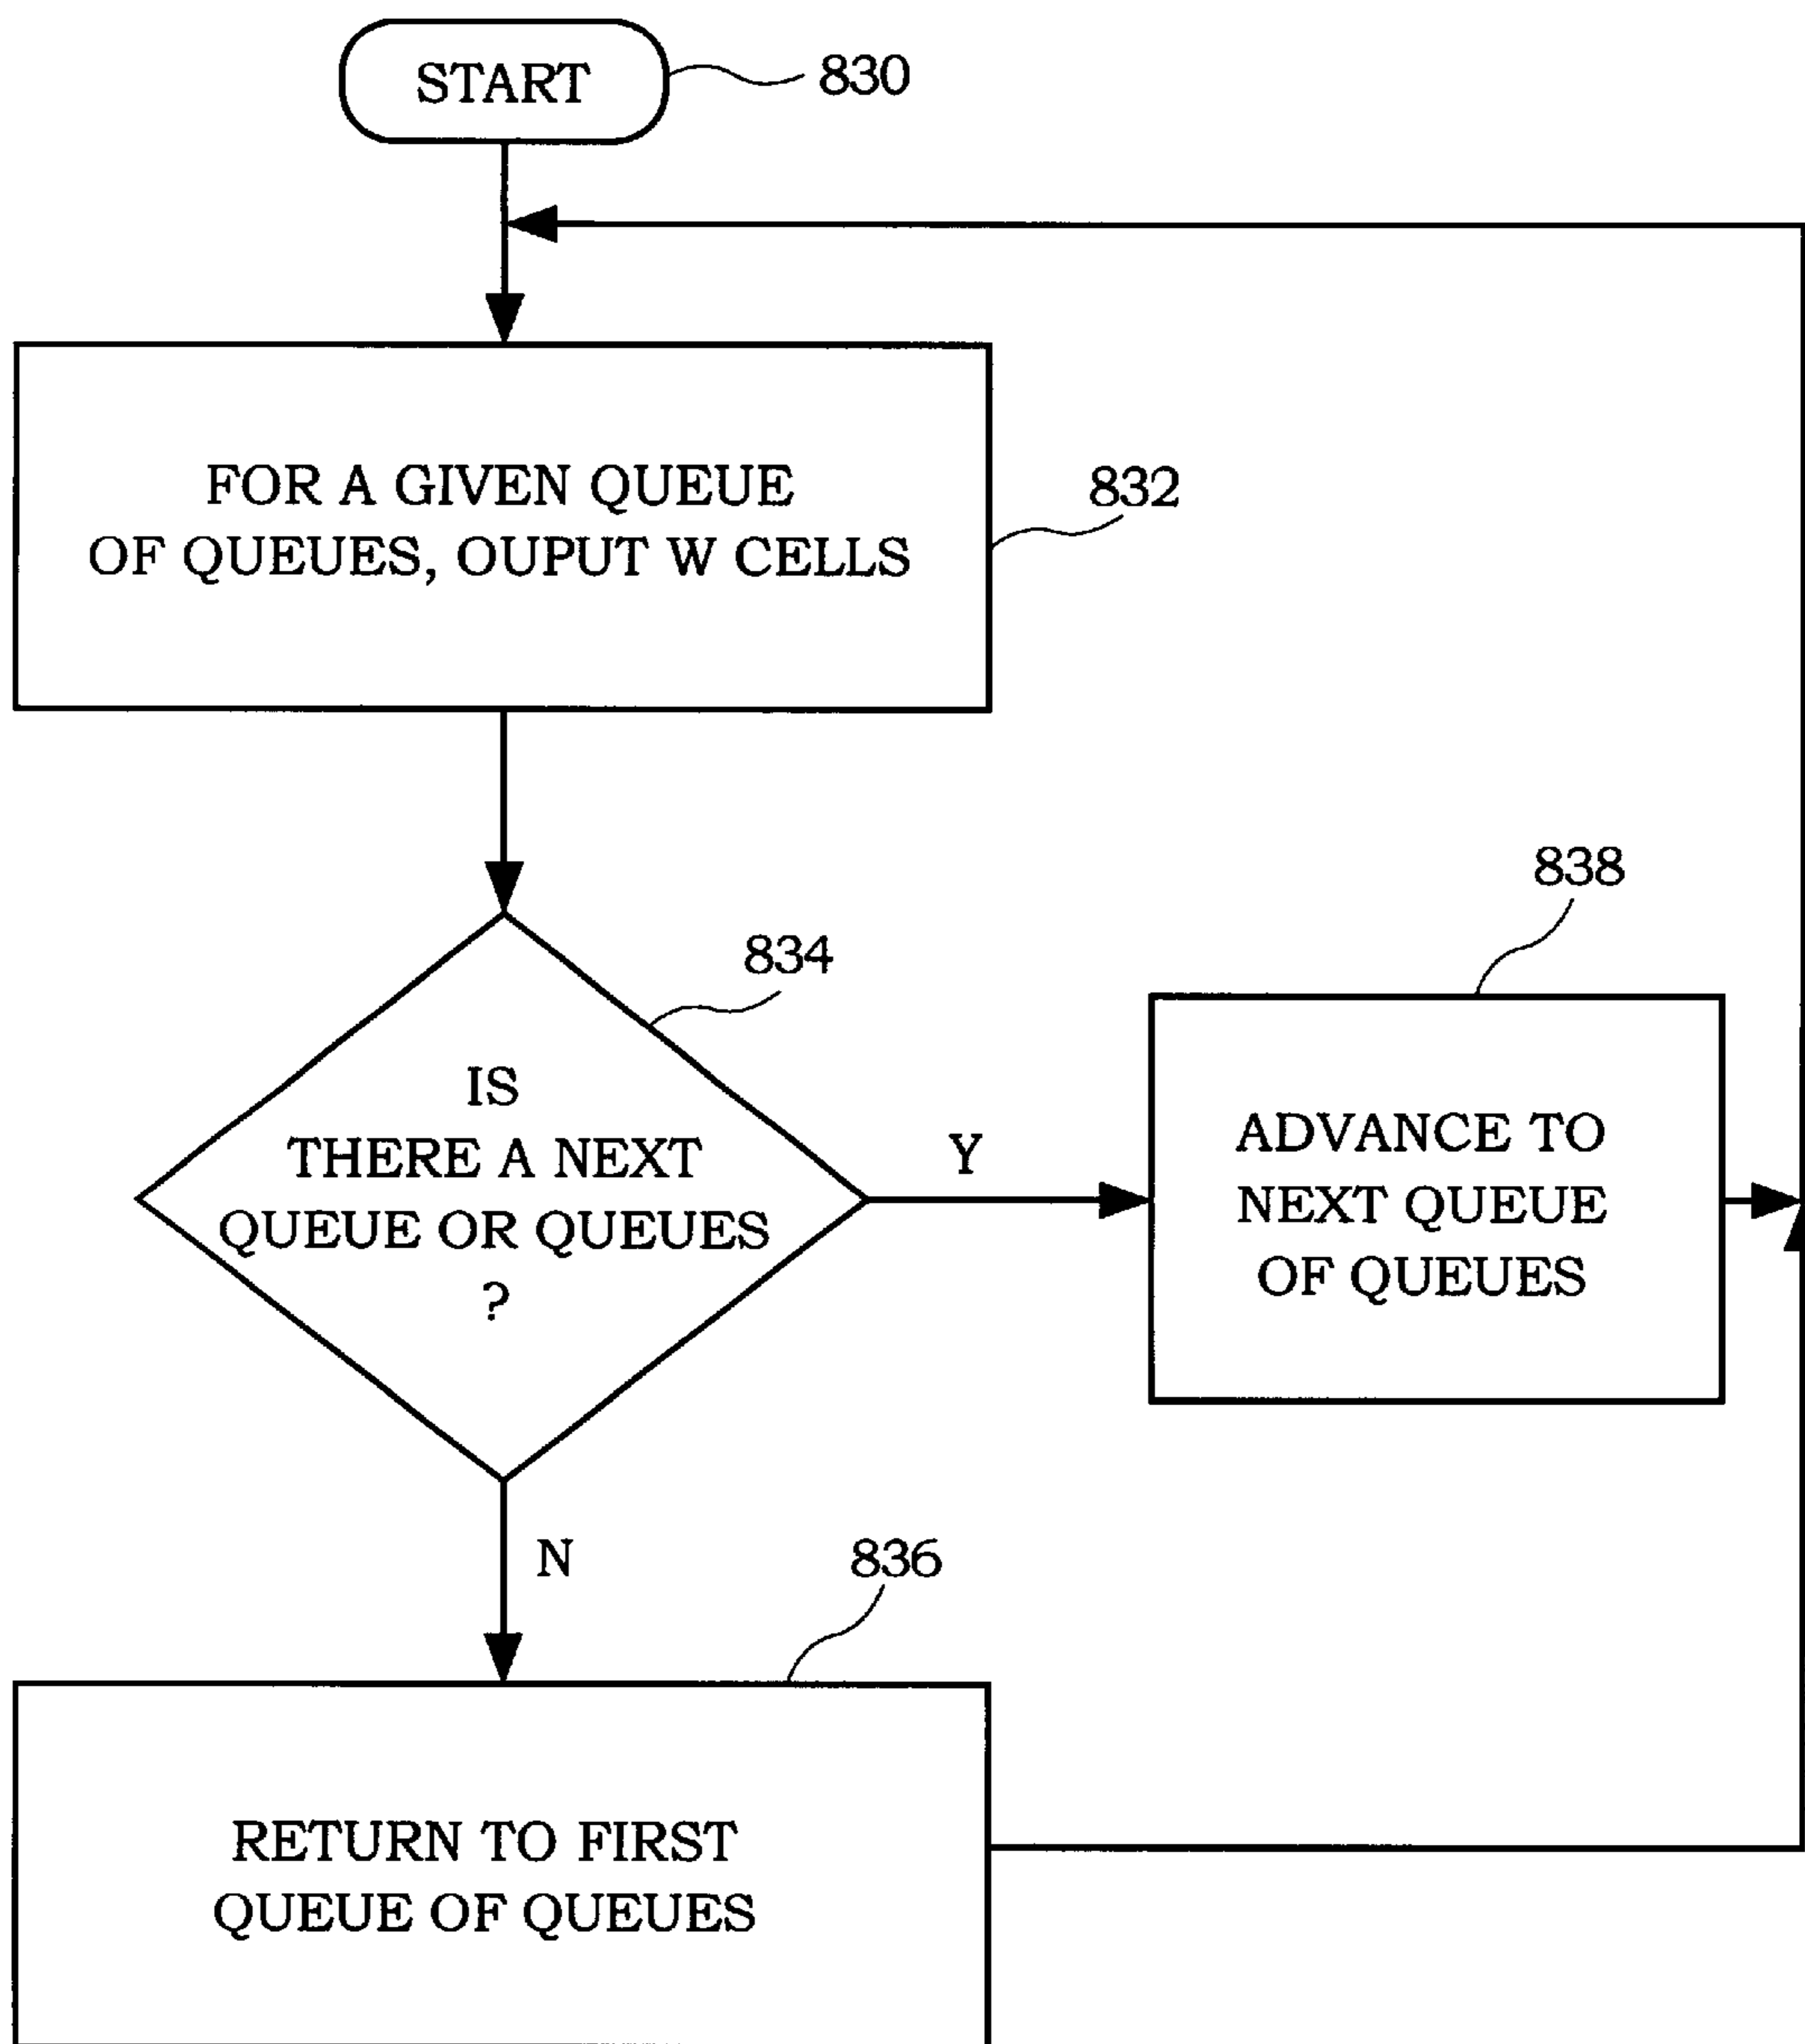 START
830
FOR A GIVEN QUEUE
OF QUEUES, OUPUT W CELLS
832
834
IS
THERE A NEXT
QUEUE OR QUEUES
?
Y
838
ADVANCE TO
NEXT QUEUE
OF QUEUES
N
836
RETURN TO FIRST
QUEUE OF QUEUES